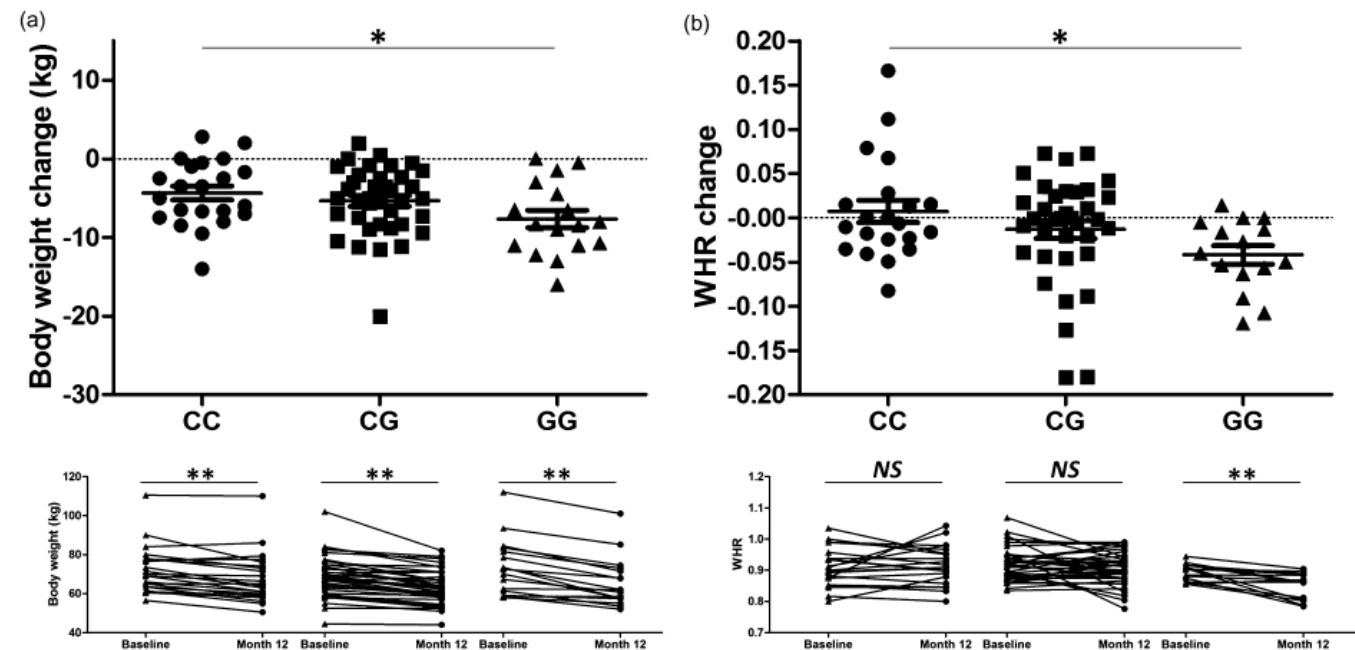 (a)
*
Body weight change (kg)
10
0
-10
-20
-30
CC CG GG
(b)
*
WHR change
0.20
0.15
0.10
0.05
-0.00
-0.05
-0.10
-0.15
-0.20
CC CG GG
** ** **
Body weight (kg)
120
100
80
60
40
Baseline Month 12 Baseline Month 12 Baseline Month 12
NS NS **
WHR
1.2
1.1
1.0
0.9
0.8
0.7
Baseline Month 12 Baseline Month 12 Baseline Month 12